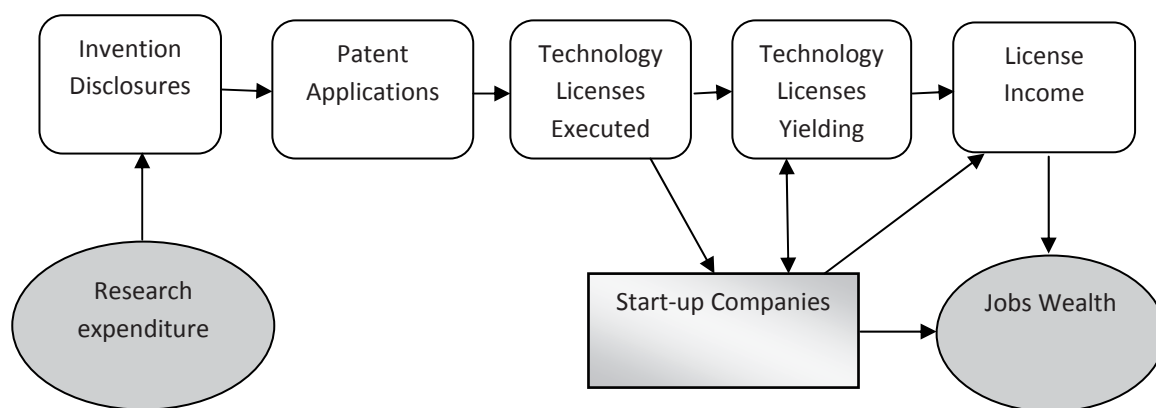 Invention
Disclosures
Patent
Applications
Technology
Licenses
Executed
Technology
Licenses
Yielding
License
Income
Research
expenditure
Start-up Companies
Jobs Wealth